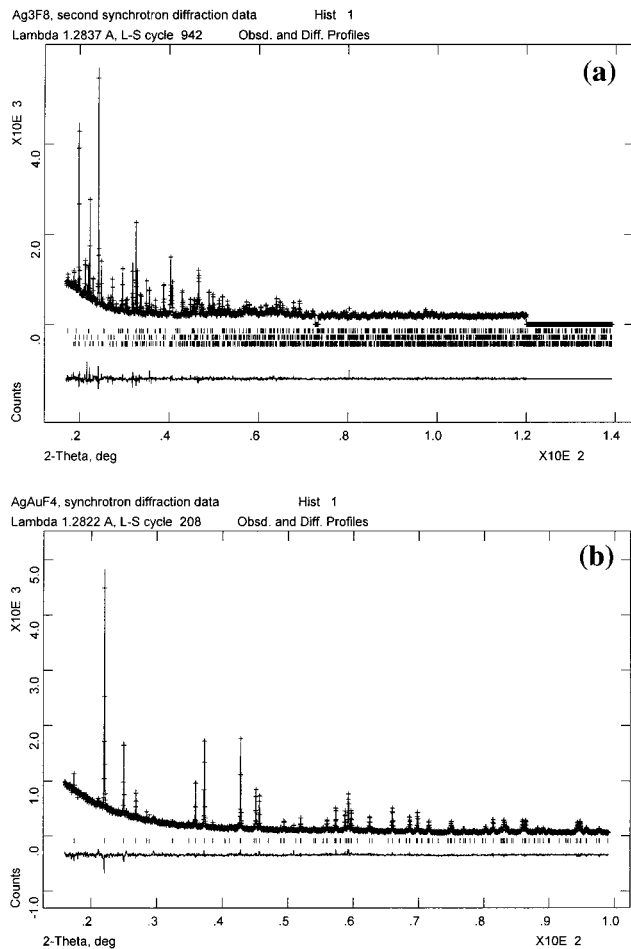 Ag3F8, second synchrotron diffraction data Hist 1
Lambda 1.2837 A, L-S cycle 942 Obsd. and Diff. Profiles
(a)
X10E 3
4.0
2.0
.0
Counts
.2 .4 .6 .8 1.0 1.2 1.4
2-Theta, deg X10E 2
AgAuF4, synchrotron diffraction data Hist 1
Lambda 1.2822 A, L-S cycle 208 Obsd. and Diff. Profiles
(b)
X10E 3
5.0
4.0
3.0
2.0
1.0
.0
-1.0
Counts
.2 .3 .4 .5 .6 .7 .8 .9 1.0
2-Theta, deg X10E 2